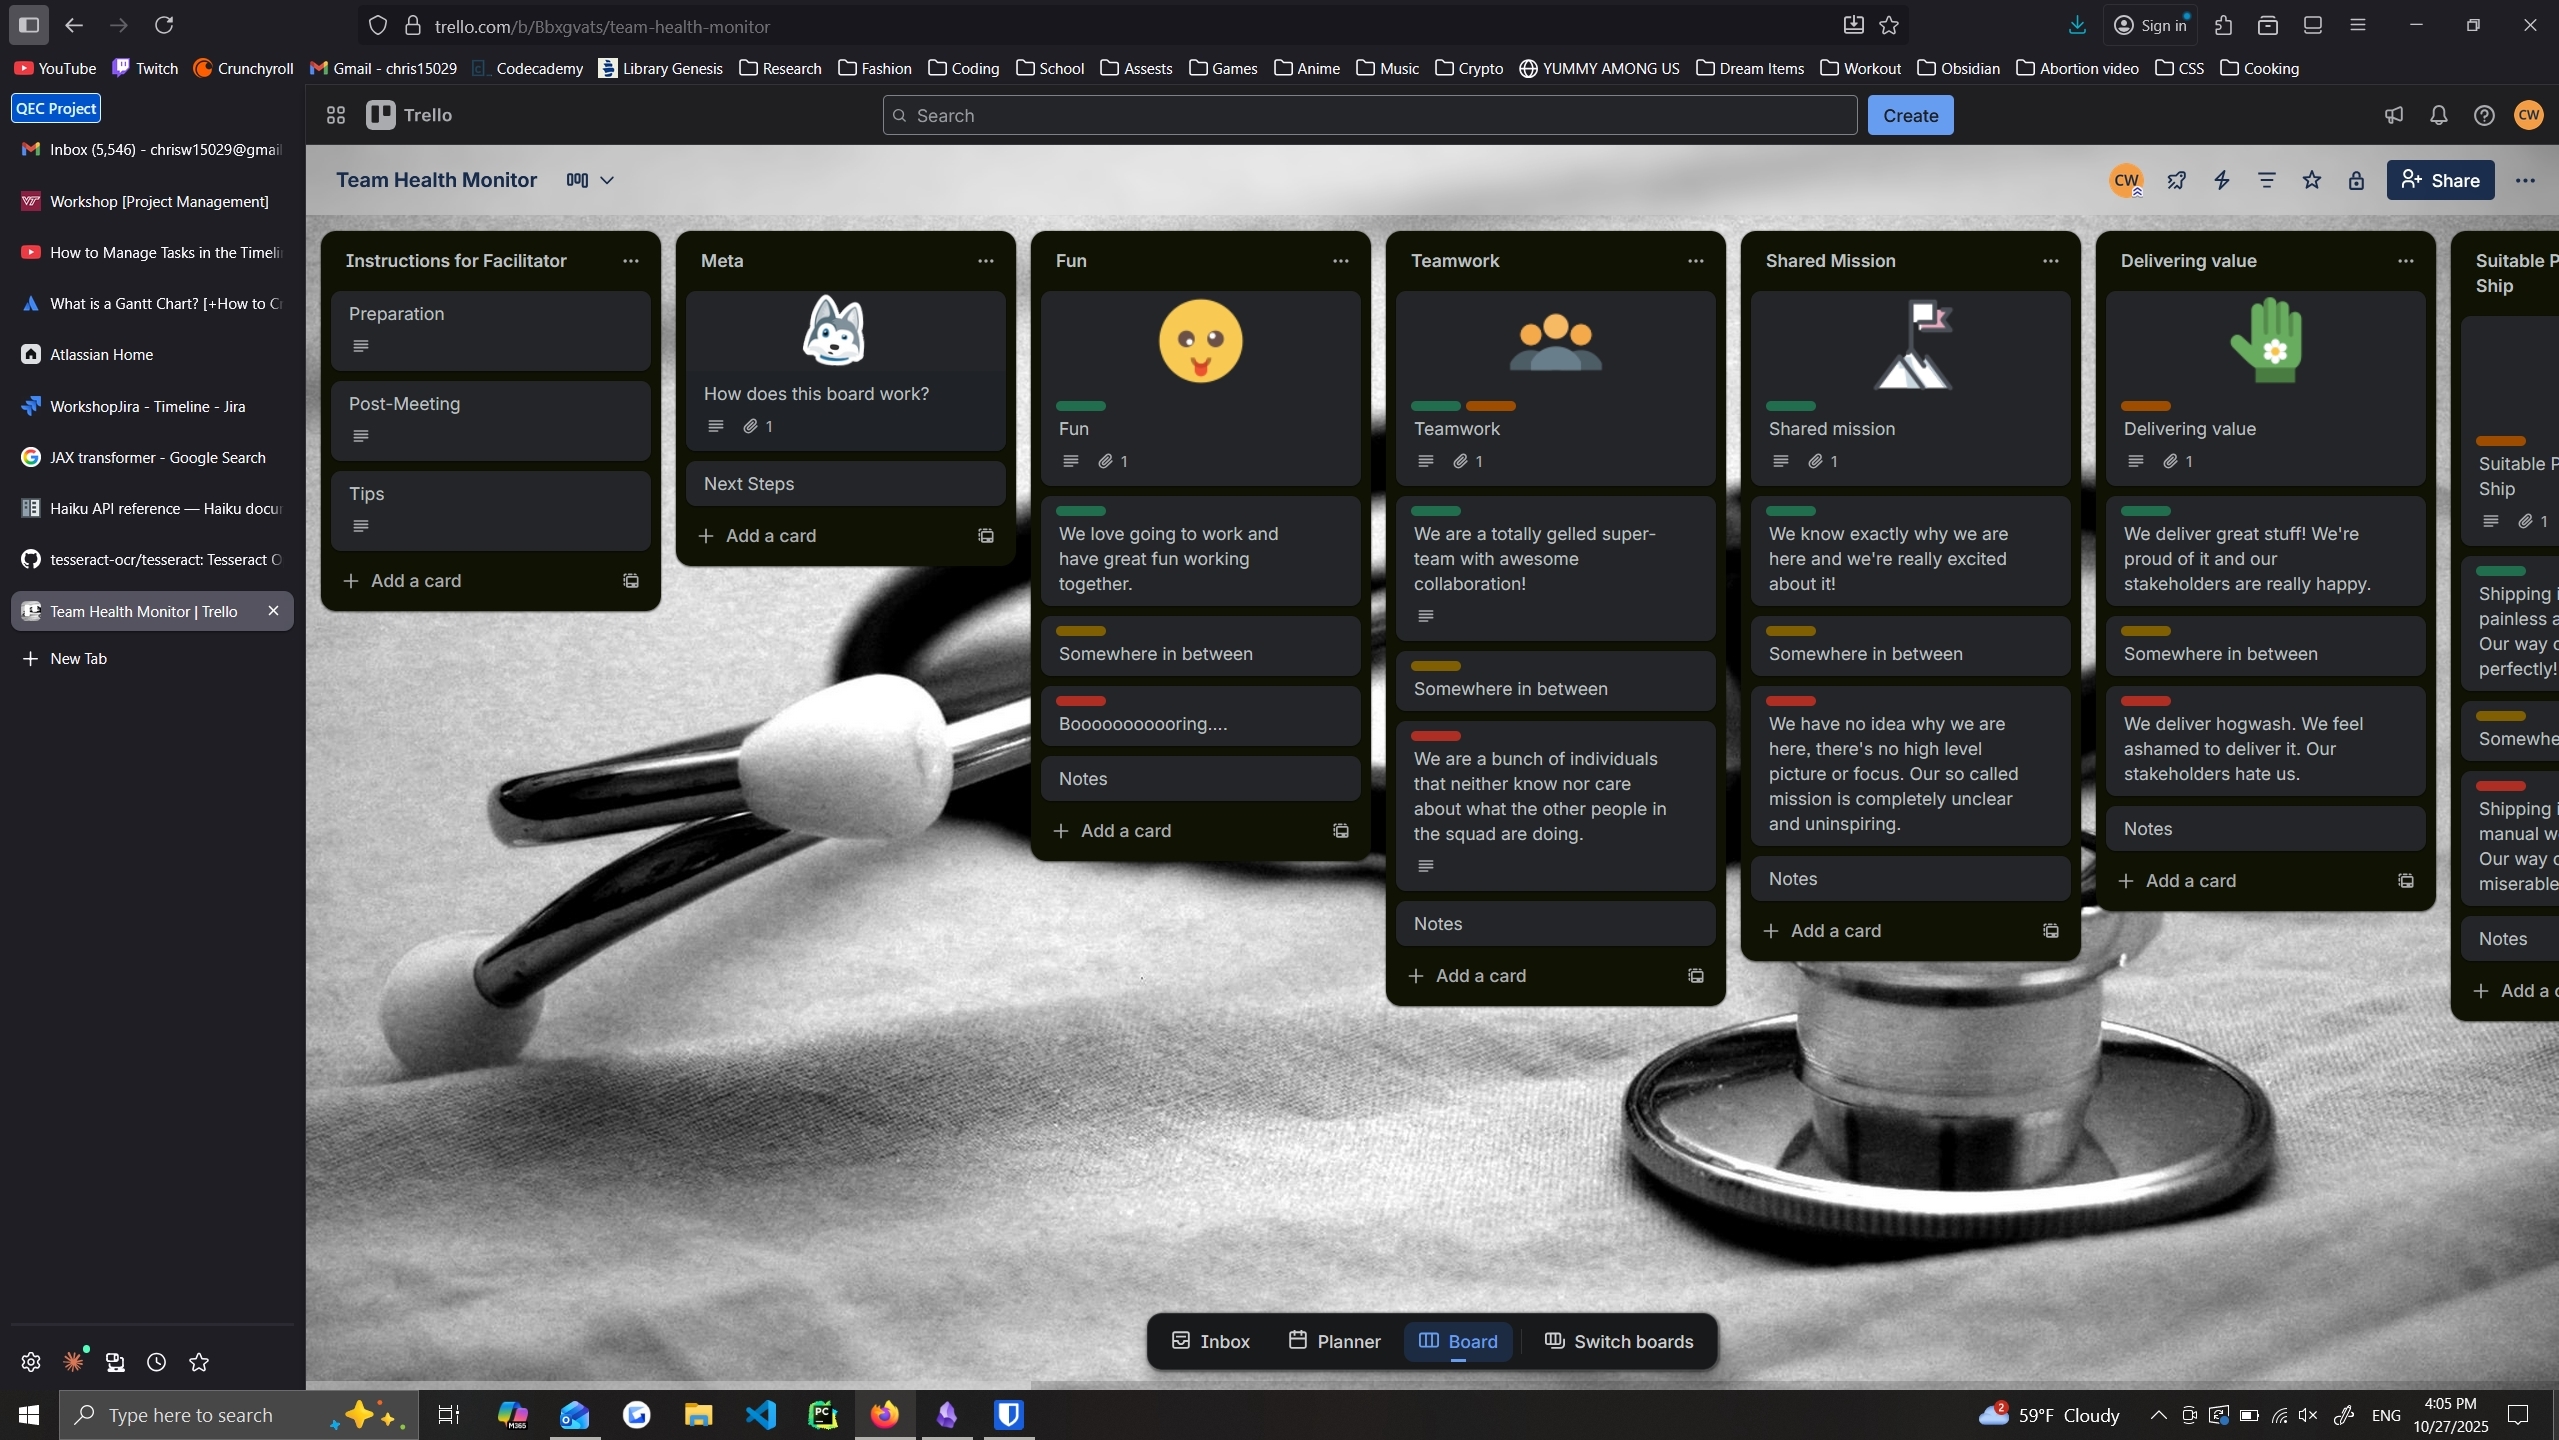 trello.com/b/Bbxgvats/team-health-monitor
Sign in
YouTube
Twitch
Crunchyroll
Gmail - chris15029
Codecademy
Library Genesis
Research
Fashion
Coding
School
Assests
Games
Anime
Music
Crypto
YUMMY AMONG US
Dream Items
Workout
Obsidian
Abortion video
CSS
Cooking
QEC Project
Inbox (5,546) - chrisw15029@gmail
Workshop [Project Management]
How to Manage Tasks in the Timeli
What is a Gantt Chart? [+How to Cr
Atlassian Home
WorkshopJira - Timeline - Jira
JAX transformer - Google Search
Haiku API reference — Haiku docu
tesseract-ocr/tesseract: Tesseract O
Team Health Monitor | Trello
New Tab
Trello
Search
Create
CW
Team Health Monitor
CW
Share
Instructions for Facilitator
Preparation
Post-Meeting
Tips
Add a card
Meta
How does this board work?
1
Next Steps
Add a card
Fun
Fun
1
We love going to work and
have great fun working
together.
Somewhere in between
Booooooooooring....
Notes
Add a card
Teamwork
Teamwork
1
We are a totally gelled super-
team with awesome
collaboration!
Somewhere in between
We are a bunch of individuals
that neither know nor care
about what the other people in
the squad are doing.
Notes
Add a card
Shared Mission
Shared mission
1
We know exactly why we are
here and we're really excited
about it!
Somewhere in between
We have no idea why we are
here, there's no high level
picture or focus. Our so called
mission is completely unclear
and uninspiring.
Notes
Add a card
Delivering value
Delivering value
1
We deliver great stuff! We're
proud of it and our
stakeholders are really happy.
Somewhere in between
We deliver hogwash. We feel
ashamed to deliver it. Our
stakeholders hate us.
Notes
Add a card
Suitable P
Ship
Suitable P
Ship
1
Shipping i
painless a
Our way o
perfectly!
Somewhe
Shipping i
manual w
Our way o
miserable
Notes
Add a c
Inbox
Planner
Board
Switch boards
Type here to search
M365
PC
2
59°F Cloudy
ENG
4:05 PM
10/27/2025